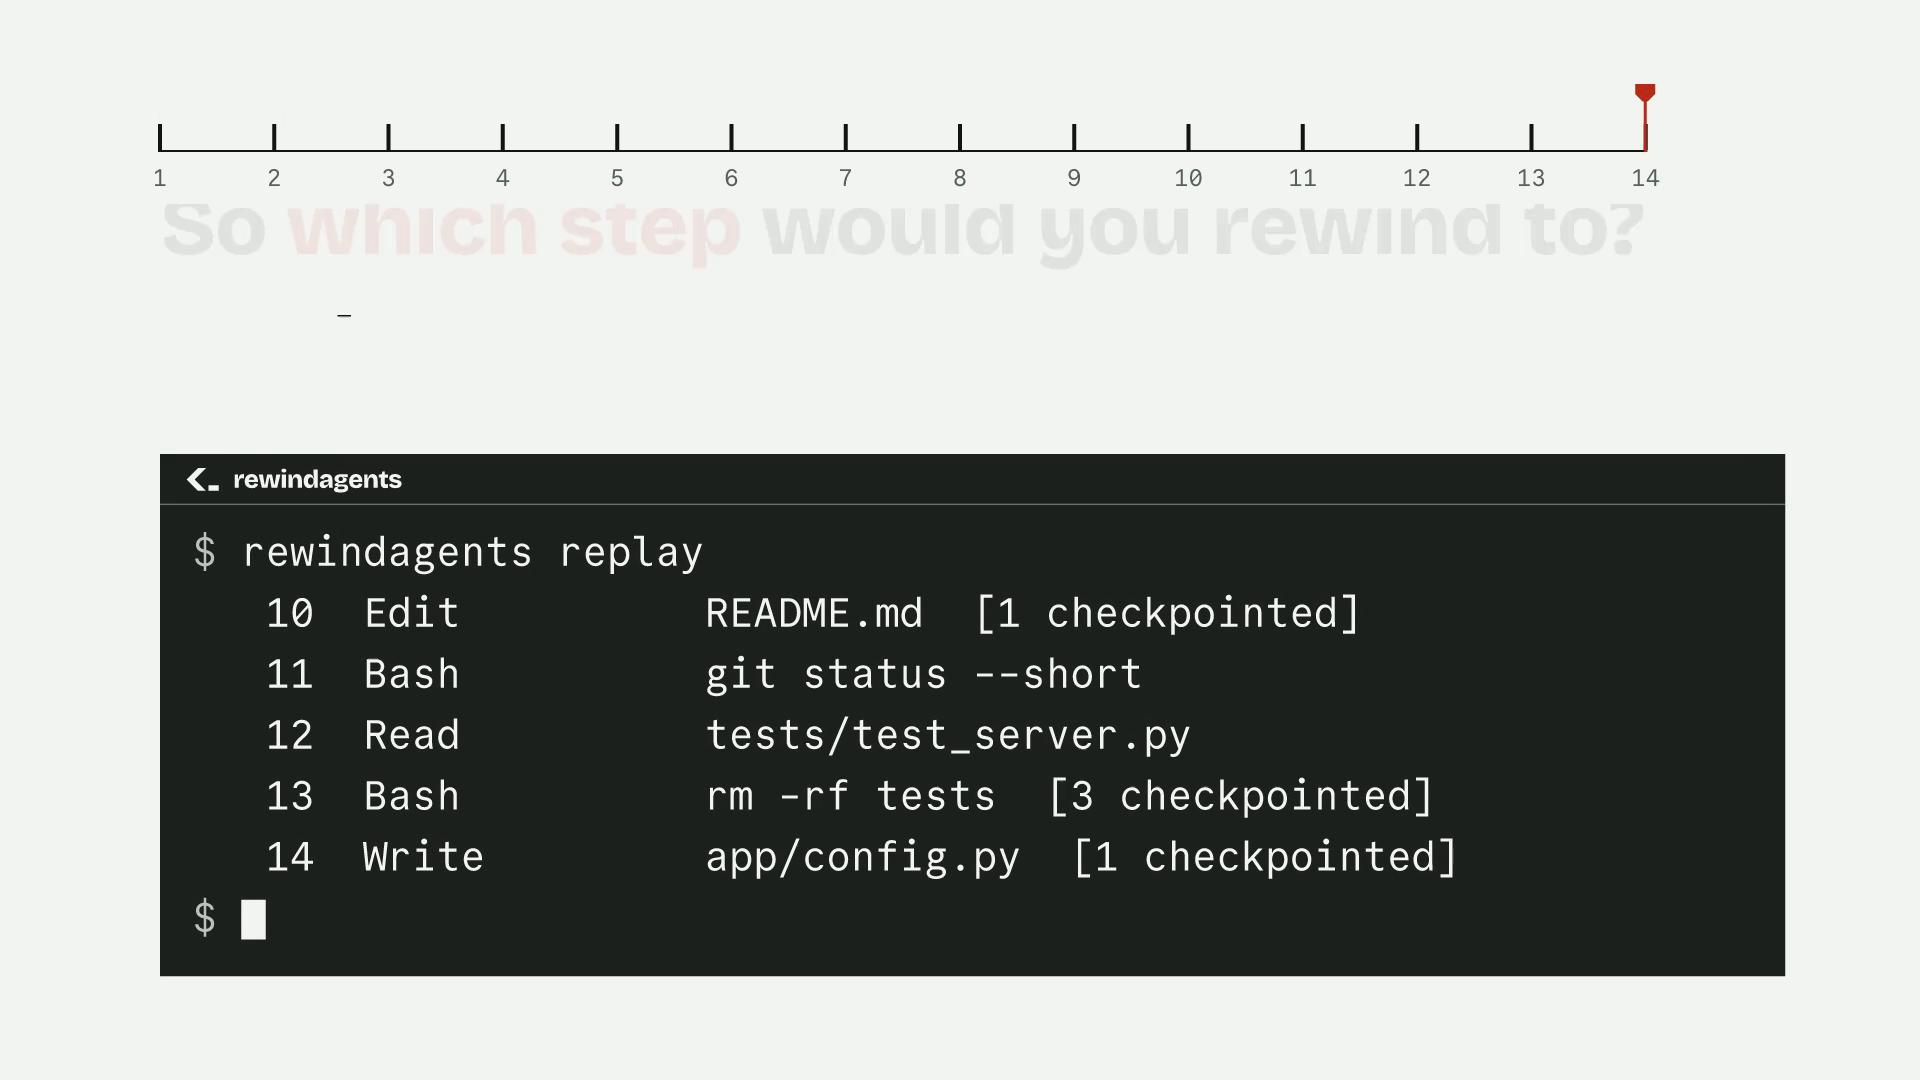 1 2 3 4 5 6 7 8 9 10 11 12 13 14
So which step would you rewind to?
–
rewindagents
$ rewindagents replay
10 Edit README.md [1 checkpointed]
11 Bash git status --short
12 Read tests/test_server.py
13 Bash rm -rf tests [3 checkpointed]
14 Write app/config.py [1 checkpointed]
$